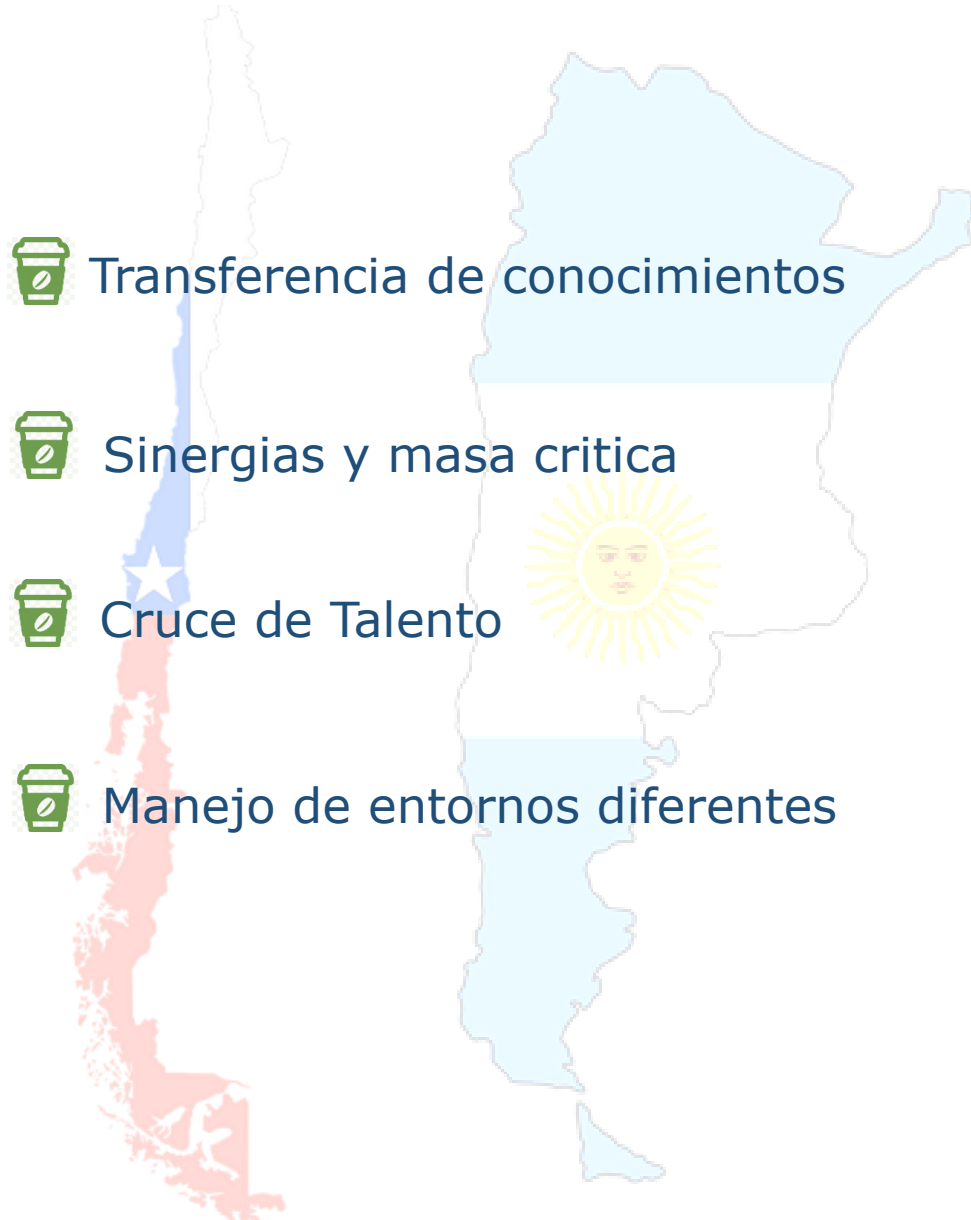 Transferencia de conocimientos
Sinergias y masa critica
Cruce de Talento
Manejo de entornos diferentes